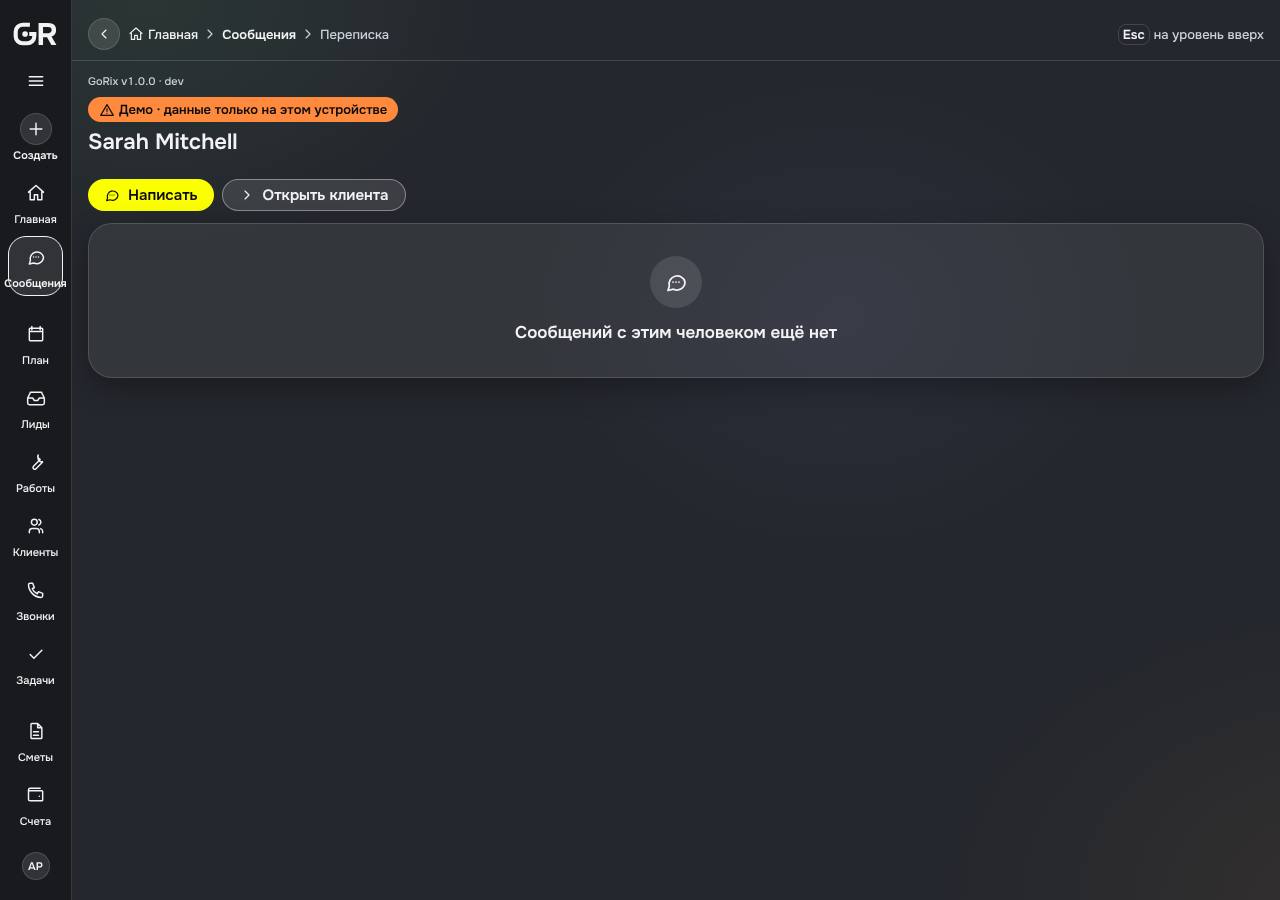 GR
Главная
Сообщения
Переписка
Esc на уровень вверх
GoRix v1.0.0 · dev
Демо · данные только на этом устройстве
Sarah Mitchell
Написать
Открыть клиента
Сообщений с этим человеком ещё нет
Создать
Главная
Сообщения
План
Лиды
Работы
Клиенты
Звонки
Задачи
Сметы
Счета
AP